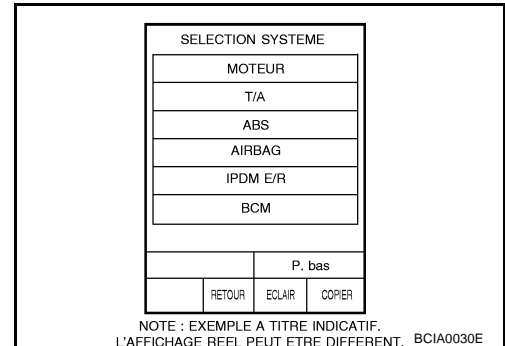 SELECTION SYSTEME
MOTEUR
T/A
ABS
AIRBAG
IPDM E/R
BCM
P. bas
RETOUR ECLAIR COPIER
NOTE : EXEMPLE A TITRE INDICATIF.
L'AFFICHAGE REEL PEUT ETRE DIFFERENT. BCIA0030E